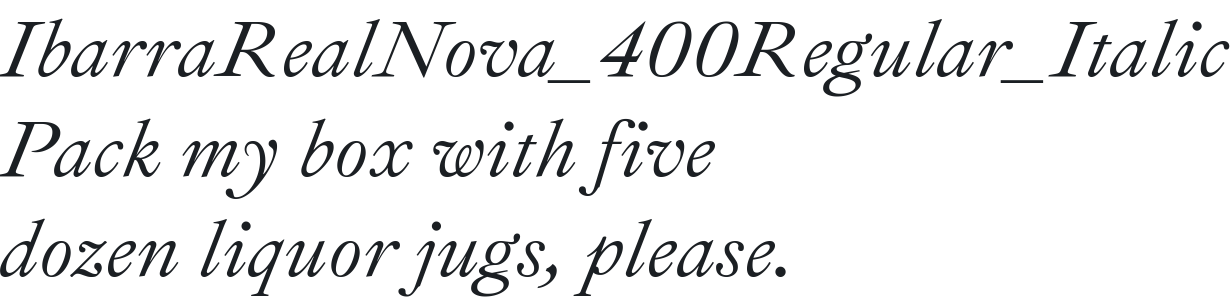 IbarraRealNova_400Regular_Italic
Pack my box with five
dozen liquor jugs, please.